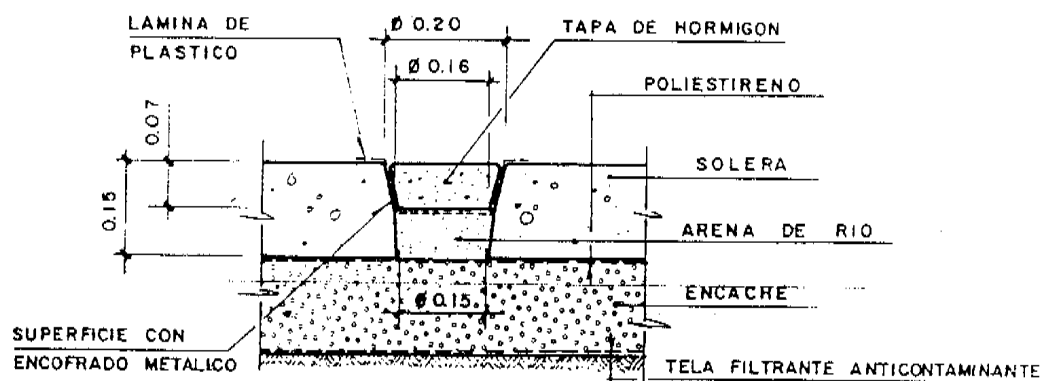 LAMINA DE
PLASTICO
Ø 0.20
TAPA DE HORMIGON
Ø 0.16
POLIESTIRENO
0.07
SOLERA
0.15
ARENA DE RIO
ENCACHE
Ø 0.15
SUPERFICIE CON
ENCOFRADO METALICO
TELA FILTRANTE ANTICONTAMINANTE